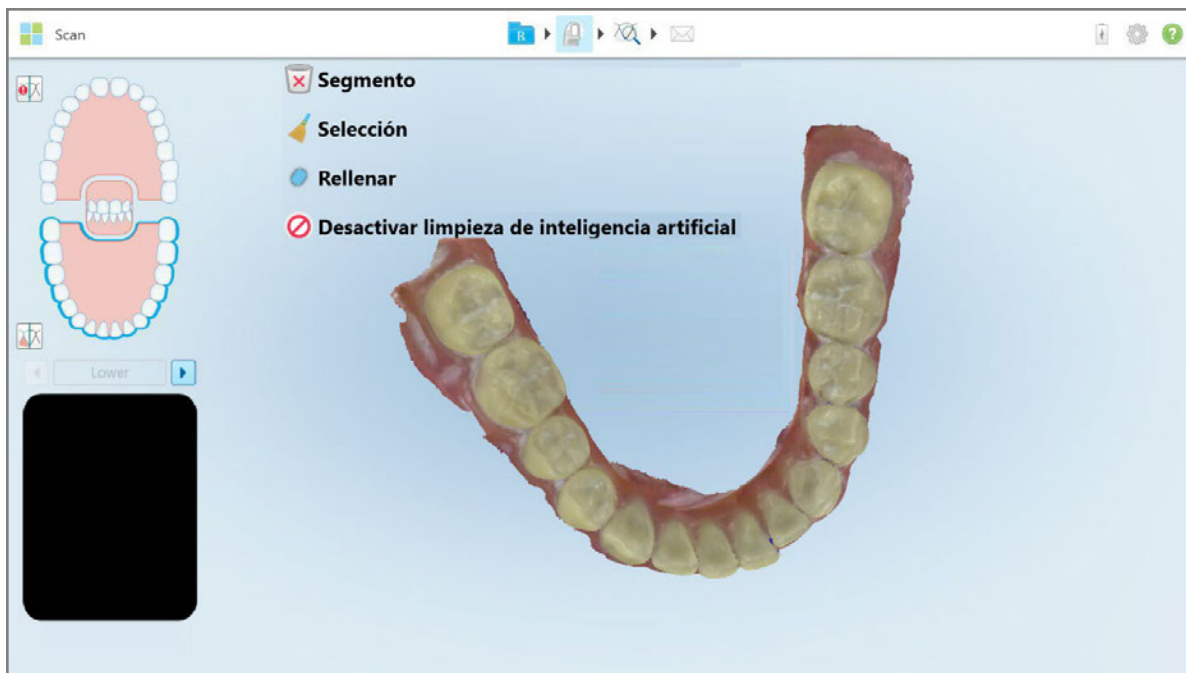 Scan
R
Segmento
Selección
Rellenar
Desactivar limpieza de inteligencia artificial
Lower